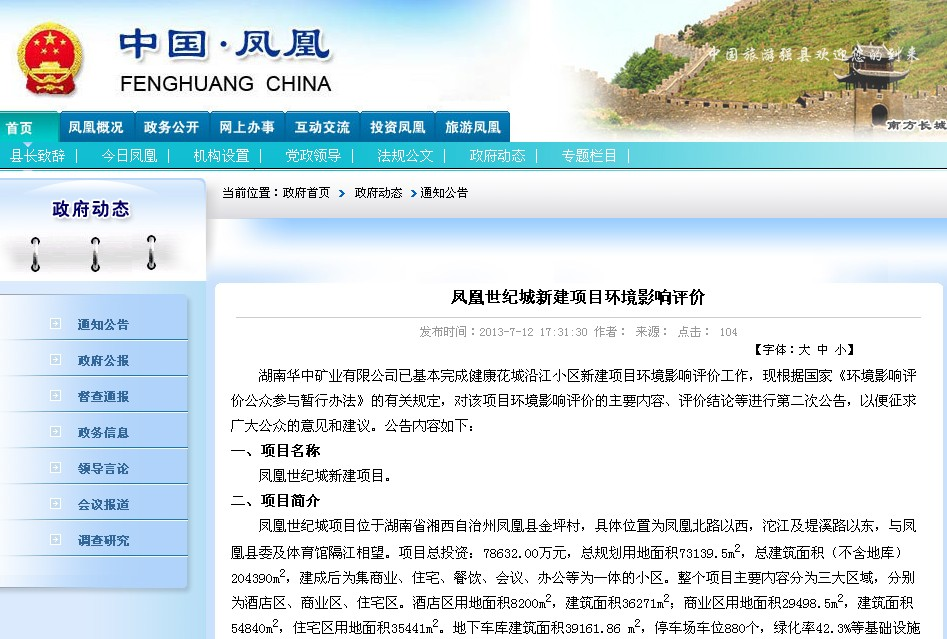 中国·凤凰
FENGHUANG CHINA
中国旅游强县欢迎您的到来
南方长城
首页 凤凰概况 政务公开 网上办事 互动交流 投资凤凰 旅游凤凰
县长致辞 | 今日凤凰 | 机构设置 | 党政领导 | 法规公文 | 政府动态 | 专题栏目 |
政府动态
当前位置：政府首页 > 政府动态 > 通知公告
通知公告
政府公报
督查通报
政务信息
领导言论
会议报道
调查研究
凤凰世纪城新建项目环境影响评价
发布时间：2013-7-12 17:31:30 作者： 来源： 点击： 104
【字体：大 中 小】
湖南华中矿业有限公司已基本完成健康花城沿江小区新建项目环境影响评价工作，现根据国家《环境影响评
价公众参与暂行办法》的有关规定，对该项目环境影响评价的主要内容、评价结论等进行第二次公告，以便征求
广大公众的意见和建议。公告内容如下：
一、项目名称
凤凰世纪城新建项目。
二、项目简介
凤凰世纪城项目位于湖南省湘西自治州凤凰县金坪村，具体位置为凤凰北路以西，沱江及堤溪路以东，与凤
凰县委及体育馆隔江相望。项目总投资：78632.00万元，总规划用地面积73139.5m²，总建筑面积（不含地库）
204390m²，建成后为集商业、住宅、餐饮、会议、办公等为一体的小区。整个项目主要内容分为三大区域，分别
为酒店区、商业区、住宅区。酒店区用地面积8200m²，建筑面积36271m²；商业区用地面积29498.5m²，建筑面积
54840m²，住宅区用地面积35441m²。地下车库建筑面积39161.86 m²，停车场车位880个，绿化率42.3%等基础设施